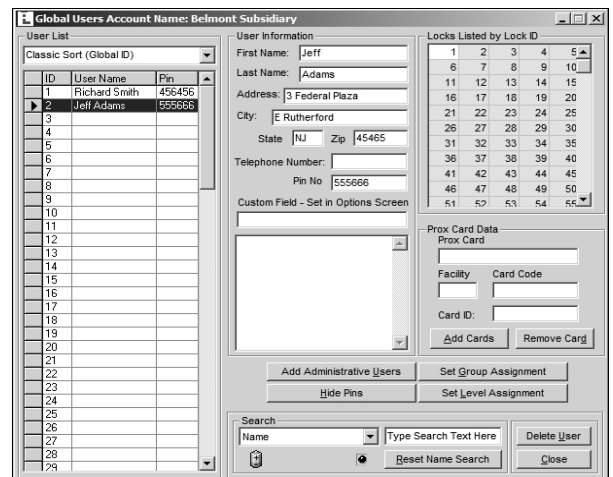 Global Users Account Name: Belmont Subsidiary
User List
Classic Sort (Global ID)
ID User Name Pin
1 Richard Smith 456456
2 Jeff Adams 555666
3
4
5
6
7
8
9
10
11
12
13
14
15
16
17
18
19
20
21
22
23
24
25
26
27
28
29
User Information
First Name: Jeff
Last Name: Adams
Address: 3 Federal Plaza
City: E Rutherford
State NJ Zip 45465
Telephone Number:
Pin No 555666
Custom Field - Set in Options Screen
Locks Listed by Lock ID
1 2 3 4 5
6 7 8 9 10
11 12 13 14 15
16 17 18 19 20
21 22 23 24 25
26 27 28 29 30
31 32 33 34 35
36 37 38 39 40
41 42 43 44 45
46 47 48 49 50
51 52 53 54 55
Prox Card Data
Prox Card
Facility Card Code
Card ID:
Add Cards Remove Card
Add Administrative Users Set Group Assignment
Hide Pins Set Level Assignment
Search
Name Type Search Text Here Delete User
Reset Name Search Close